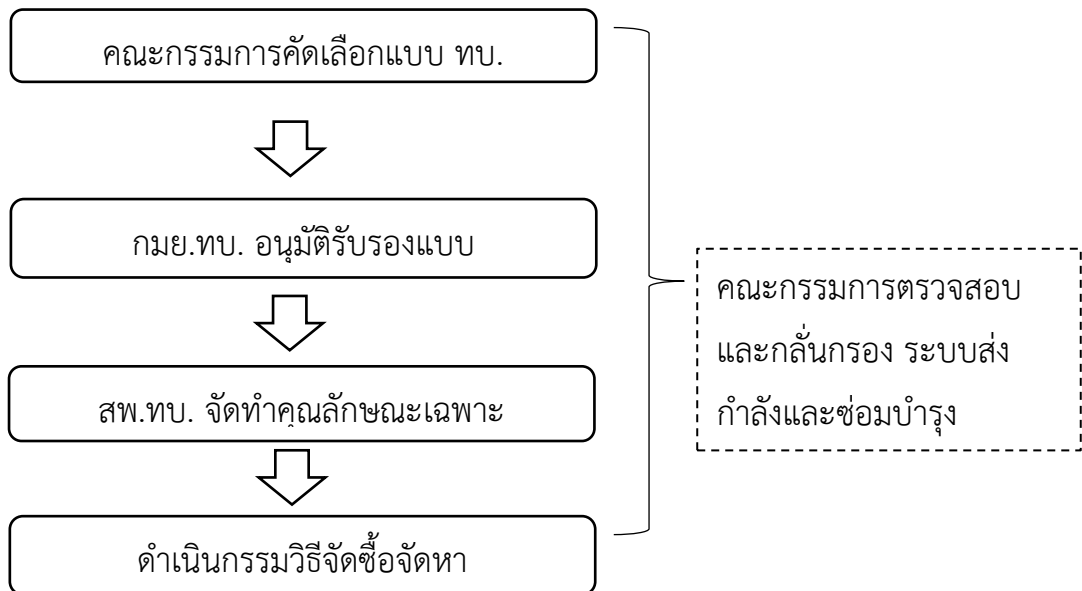 คณะกรรมการคัดเลือกแบบ ทบ.
กมย.ทบ. อนุมัติรับรองแบบ
สพ.ทบ. จัดทำคุณลักษณะเฉพาะ
ดำเนินกรรมวิธีจัดซื้อจัดหา
คณะกรรมการตรวจสอบ
และกลั่นกรอง ระบบส่ง
กำลังและซ่อมบำรุง